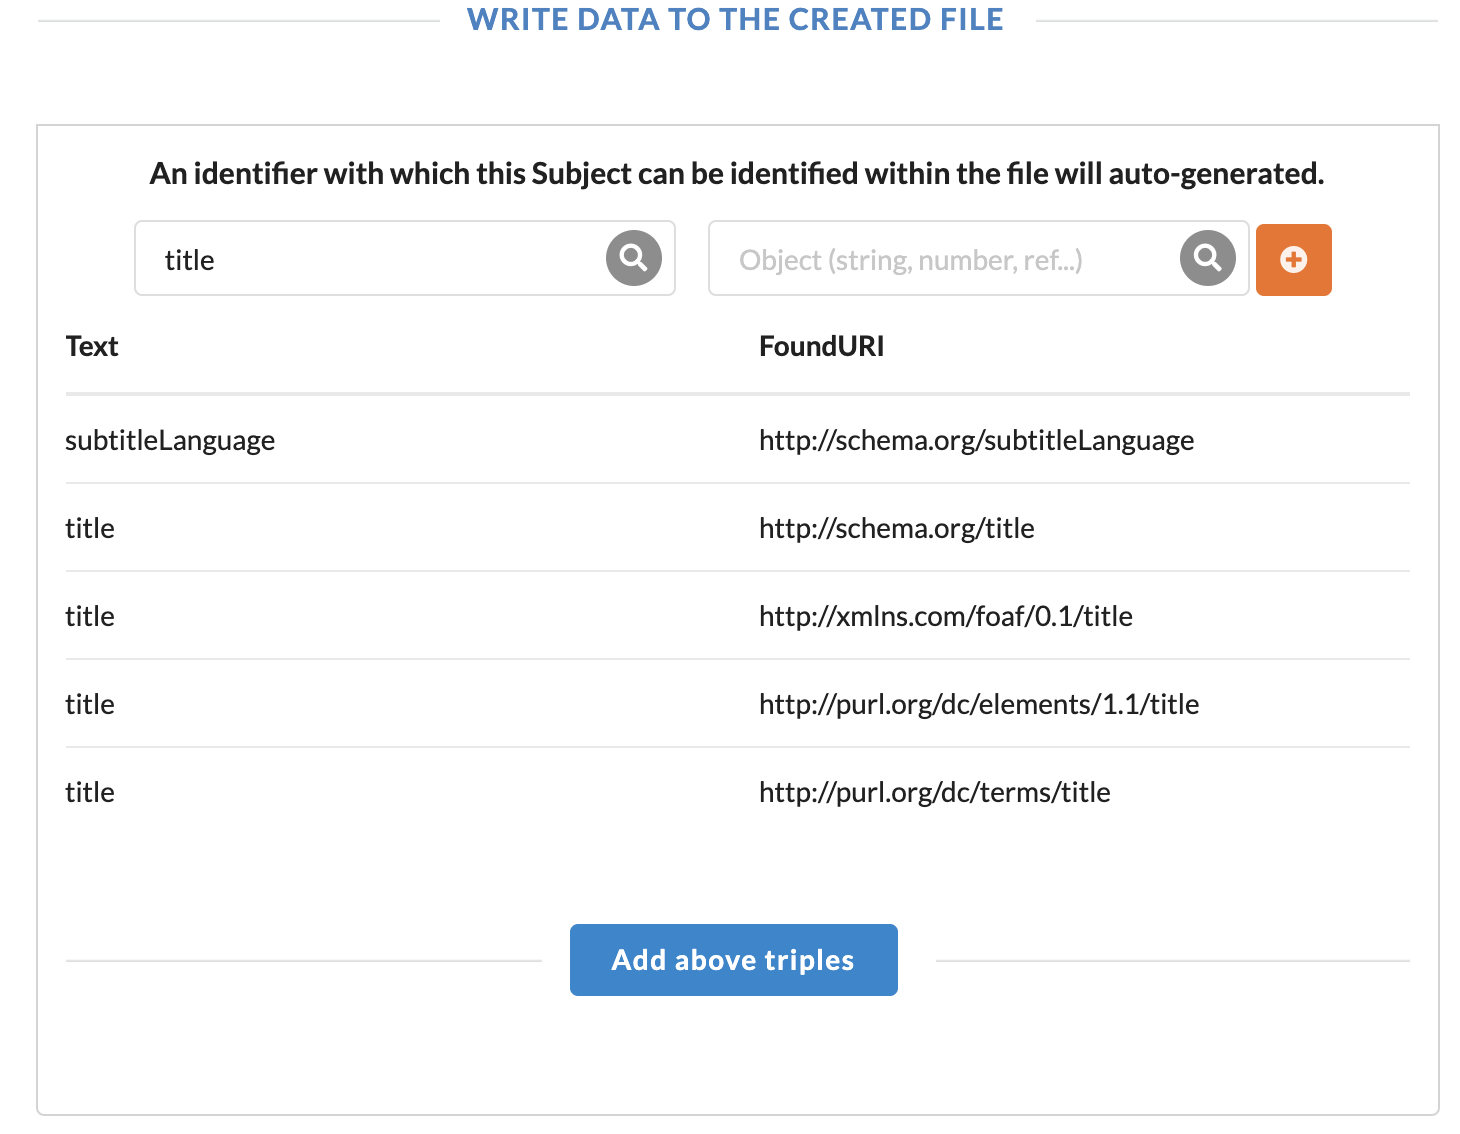 WRITE DATA TO THE CREATED FILE
An identifier with which this Subject can be identified within the file will auto-generated.
title
Object (string, number, ref...)
Text FoundURI
subtitleLanguage http://schema.org/subtitleLanguage
title http://schema.org/title
title http://xmlns.com/foaf/0.1/title
title http://purl.org/dc/elements/1.1/title
title http://purl.org/dc/terms/title
Add above triples